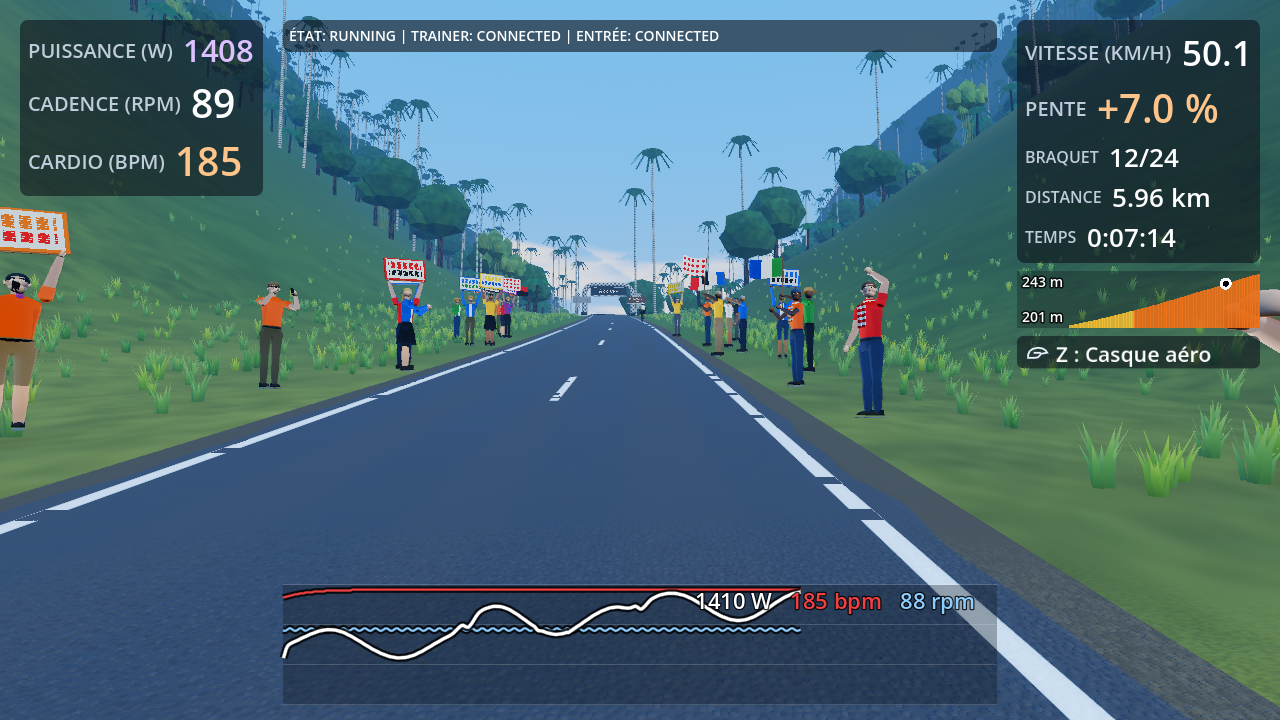 PUISSANCE (W) 1408
CADENCE (RPM) 89
CARDIO (BPM) 185
ÉTAT: RUNNING | TRAINER: CONNECTED | ENTRÉE: CONNECTED
VITESSE (KM/H) 50.1
PENTE +7.0 %
BRAQUET 12/24
DISTANCE 5.96 km
TEMPS 0:07:14
243 m
201 m
Z : Casque aéro
1410 W 185 bpm 88 rpm